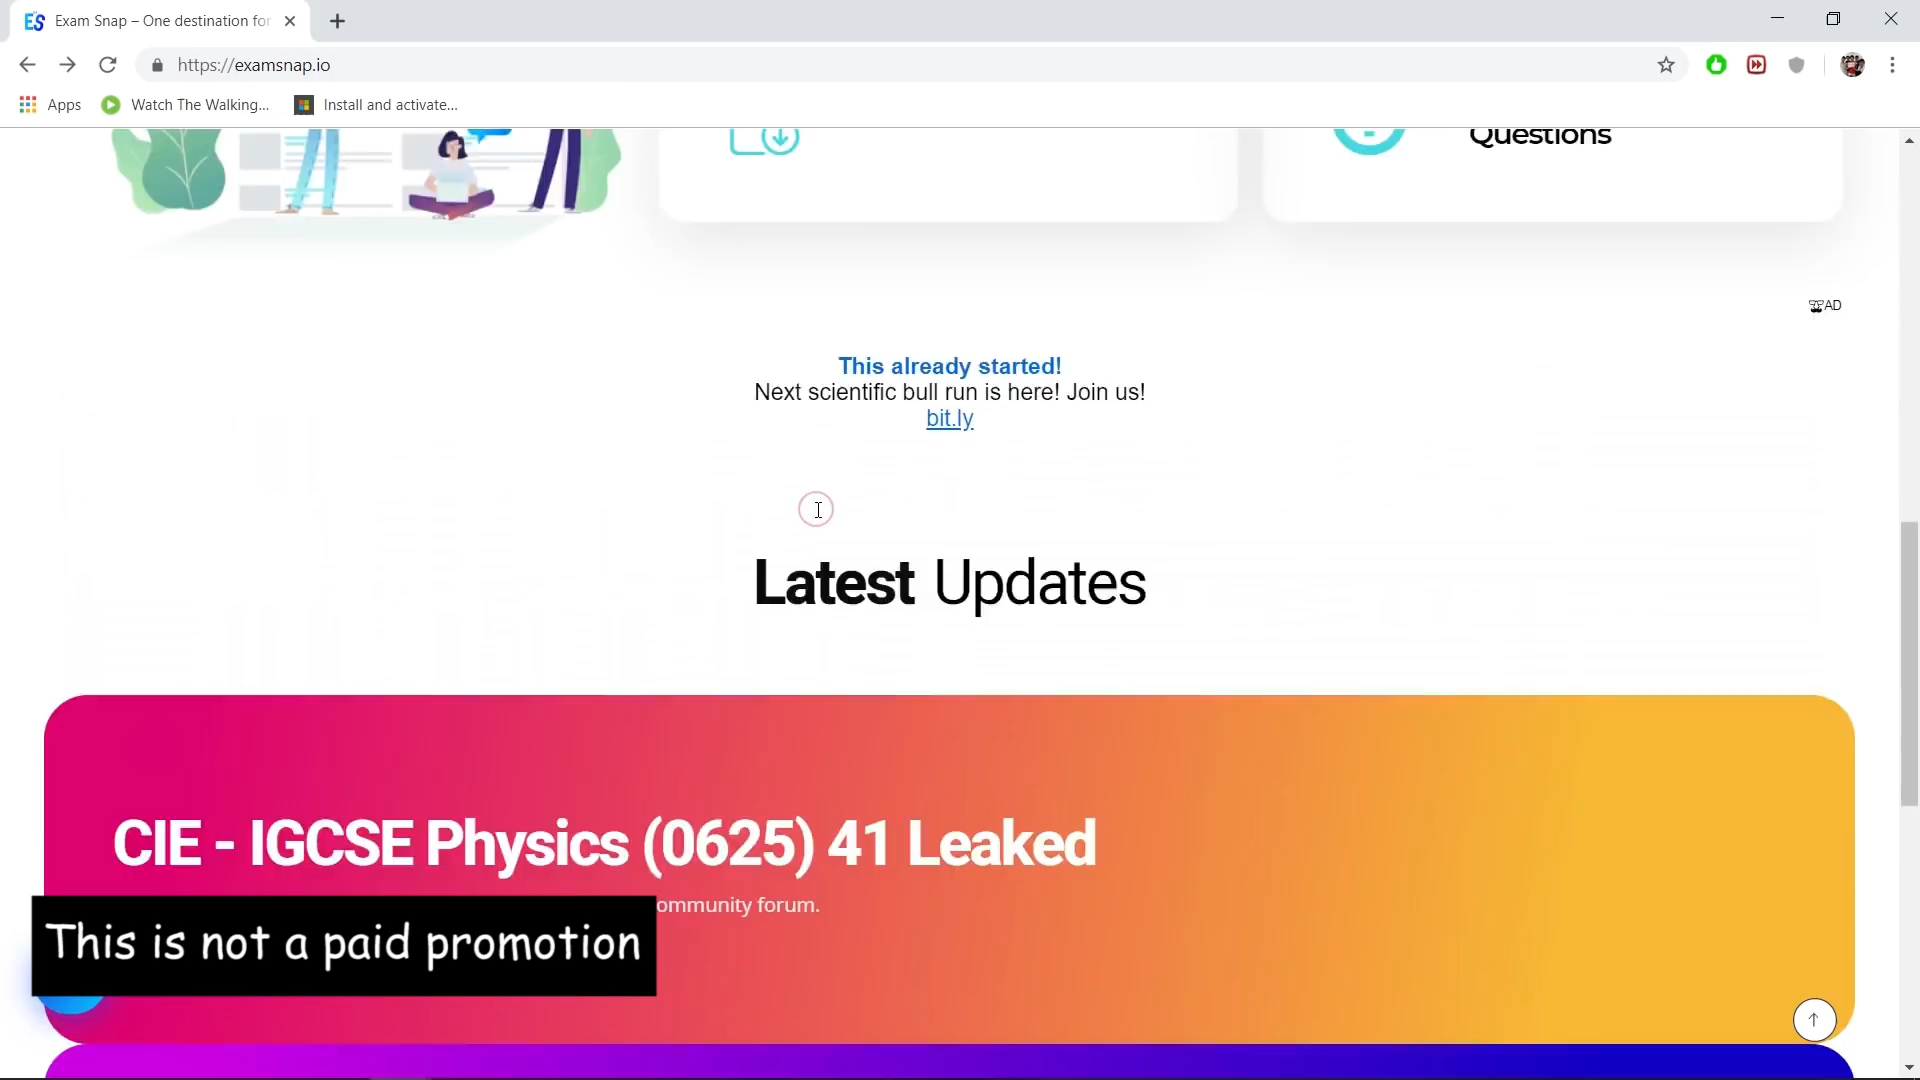 Exam Snap – One destination for
https://examsnap.io
Apps
Watch The Walking...
Install and activate...
Questions
AD
This already started!
Next scientific bull run is here! Join us!
bit.ly
Latest Updates
CIE - IGCSE Physics (0625) 41 Leaked
ommunity forum.
This is not a paid promotion